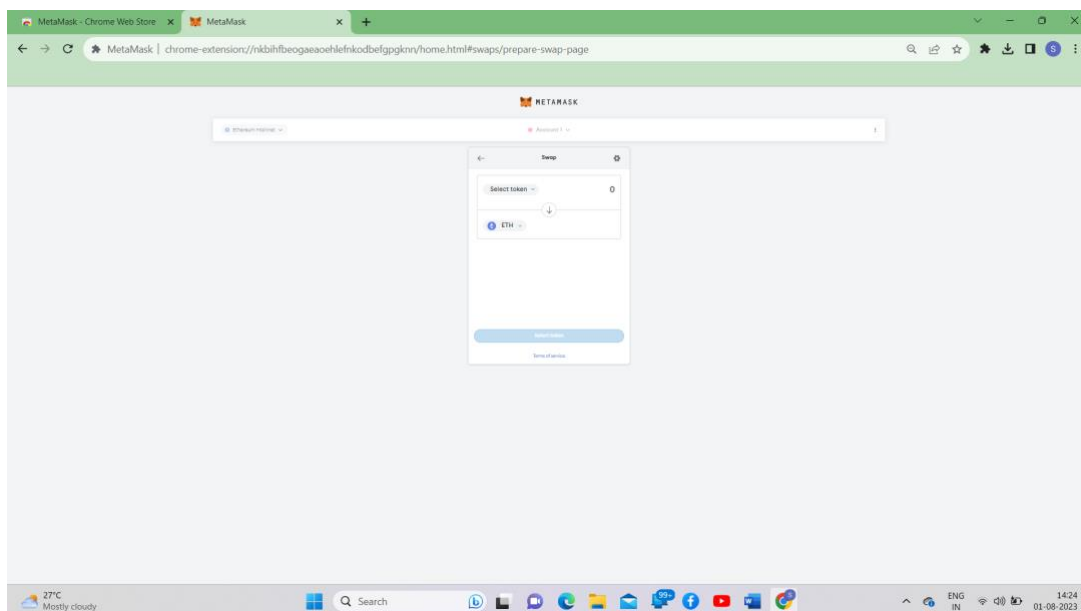 MetaMask - Chrome Web Store
MetaMask
MetaMask | chrome-extension://nkbihfbeogaeaoehlefnkodbefgpgknn/home.html#swaps/prepare-swap-page
S
METAMASK
Ethereum Mainnet
Account 1
Swap
Select token
0
ETH
Select token
Terms of service
27°C
Mostly cloudy
Search
99+
ENG
IN
14:24
01-08-2023